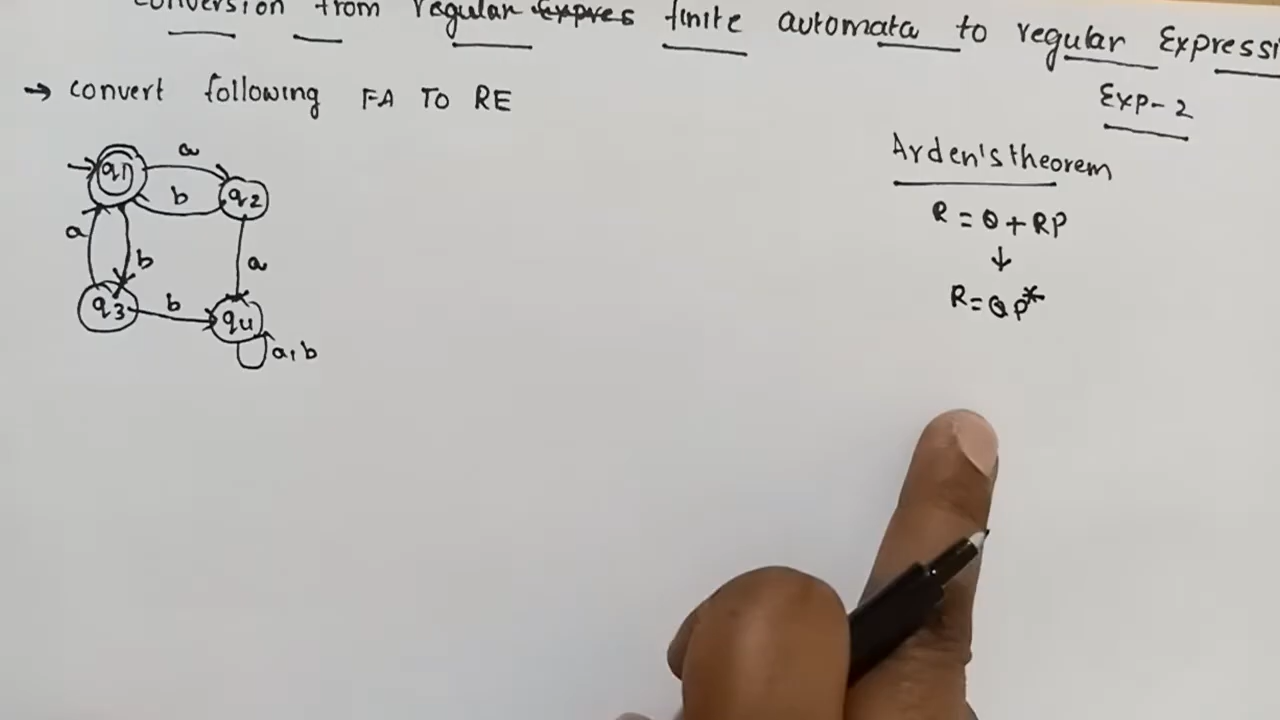 conversion from regular Expres finite automata to regular Expressi
Exp-2
→ convert following FA TO RE
Arden's theorem
R = Q + RP
↓
R = QP*
q1
a
q2
b
a
b
a
q3
b
q4
a,b